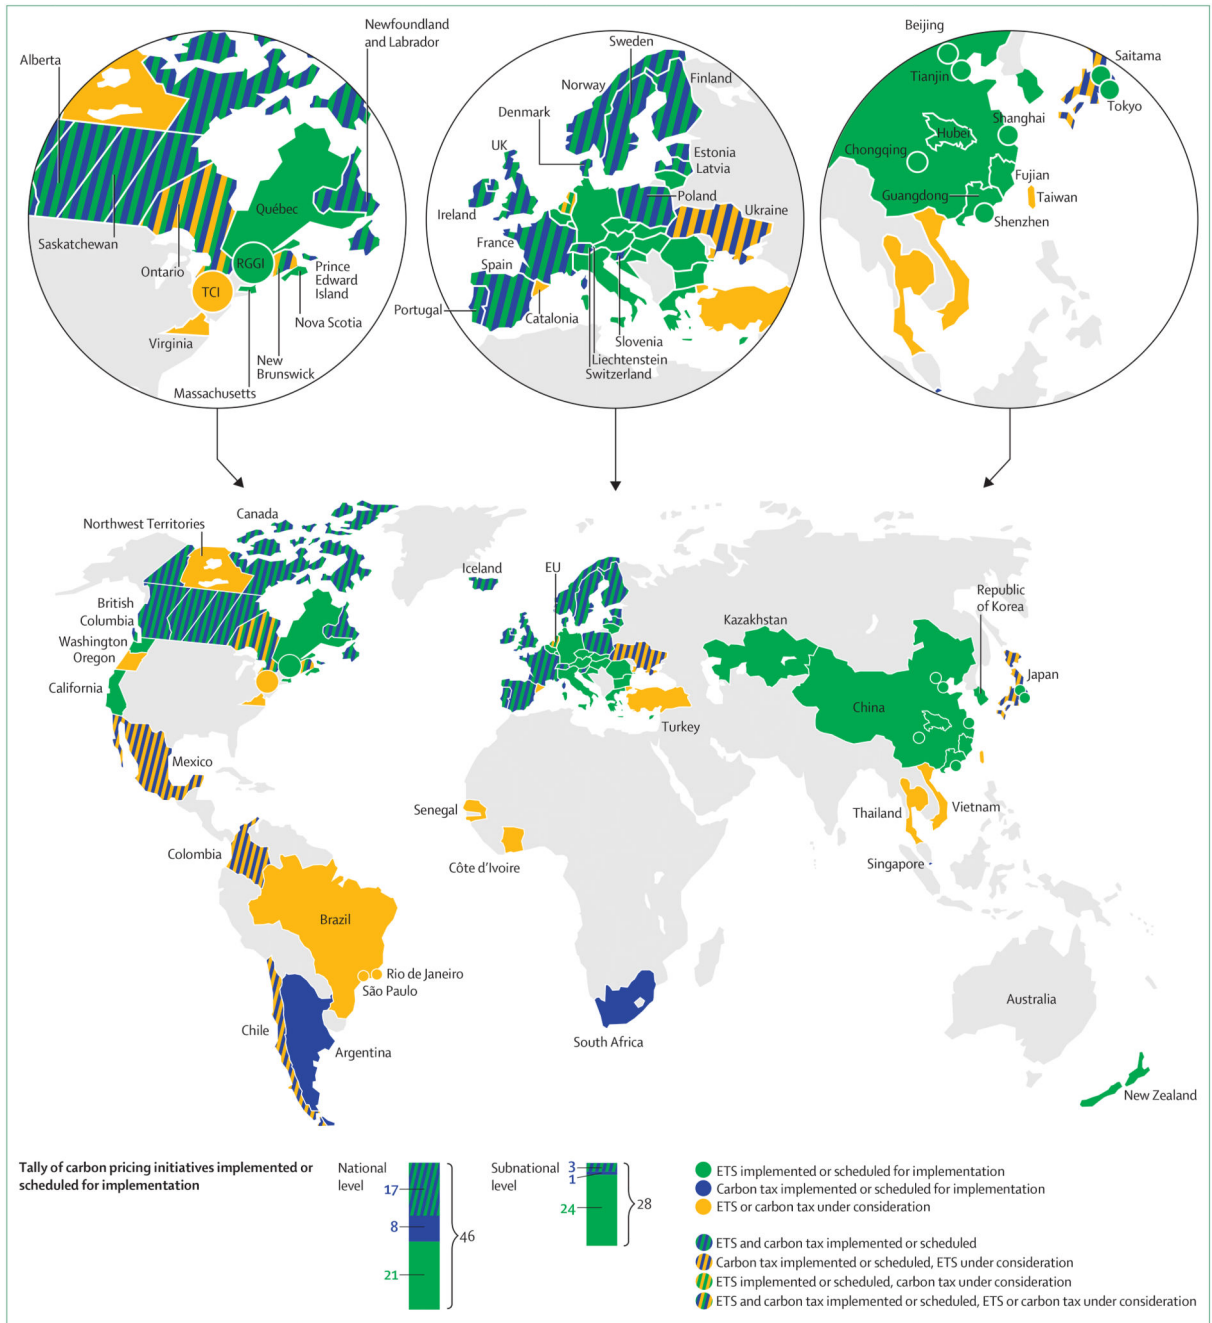 Newfoundland
and Labrador
Alberta
Québec
Saskatchewan
Ontario
RGGI
TCI
Prince
Edward
Island
Nova Scotia
Virginia
New
Brunswick
Massachusetts
Sweden
Norway
Finland
Denmark
UK
Estonia
Latvia
Poland
Ireland
Ukraine
France
Spain
Portugal
Catalonia
Slovenia
Liechtenstein
Switzerland
Beijing
Saitama
Tianjin
Tokyo
Shanghai
Hubei
Chongqing
Fujian
Guangdong
Taiwan
Shenzhen
Canada
Northwest Territories
Iceland
EU
Republic
of Korea
British
Columbia
Kazakhstan
Washington
Oregon
Japan
California
China
Turkey
Mexico
Senegal
Thailand
Vietnam
Colombia
Côte d'Ivoire
Singapore
Brazil
Rio de Janeiro
São Paulo
Australia
Chile
South Africa
Argentina
New Zealand
Tally of carbon pricing initiatives implemented or
scheduled for implementation
National
level
17
8
21
46
Subnational
level
3
1
24
28
ETS implemented or scheduled for implementation
Carbon tax implemented or scheduled for implementation
ETS or carbon tax under consideration
ETS and carbon tax implemented or scheduled
Carbon tax implemented or scheduled, ETS under consideration
ETS implemented or scheduled, carbon tax under consideration
ETS and carbon tax implemented or scheduled, ETS or carbon tax under consideration